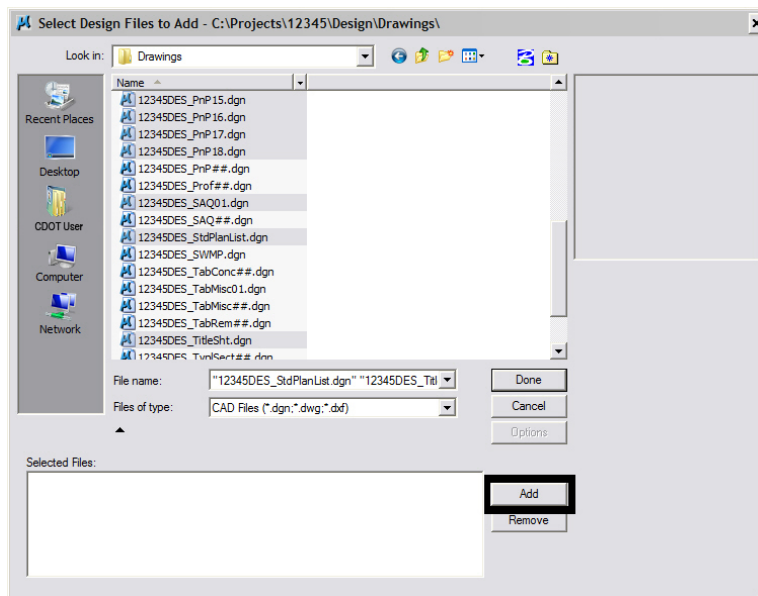 Select Design Files to Add - C:\Projects\12345\Design\Drawings\
Look in:
Drawings
Recent Places
Desktop
CDOT User
Computer
Network
Name
12345DES_PnP15.dgn
12345DES_PnP16.dgn
12345DES_PnP17.dgn
12345DES_PnP18.dgn
12345DES_PnP##.dgn
12345DES_Prof##.dgn
12345DES_SAQ01.dgn
12345DES_SAQ##.dgn
12345DES_StdPlanList.dgn
12345DES_SWMP.dgn
12345DES_TabConc##.dgn
12345DES_TabMisc01.dgn
12345DES_TabMisc##.dgn
12345DES_TabRem##.dgn
12345DES_TitleSht.dgn
12345DES_TyplSect##.dgn
File name:
"12345DES_StdPlanList.dgn" "12345DES_Titl
Done
Files of type:
CAD Files (*.dgn;*.dwg;*.dxf)
Cancel
Options
Selected Files:
Add
Remove